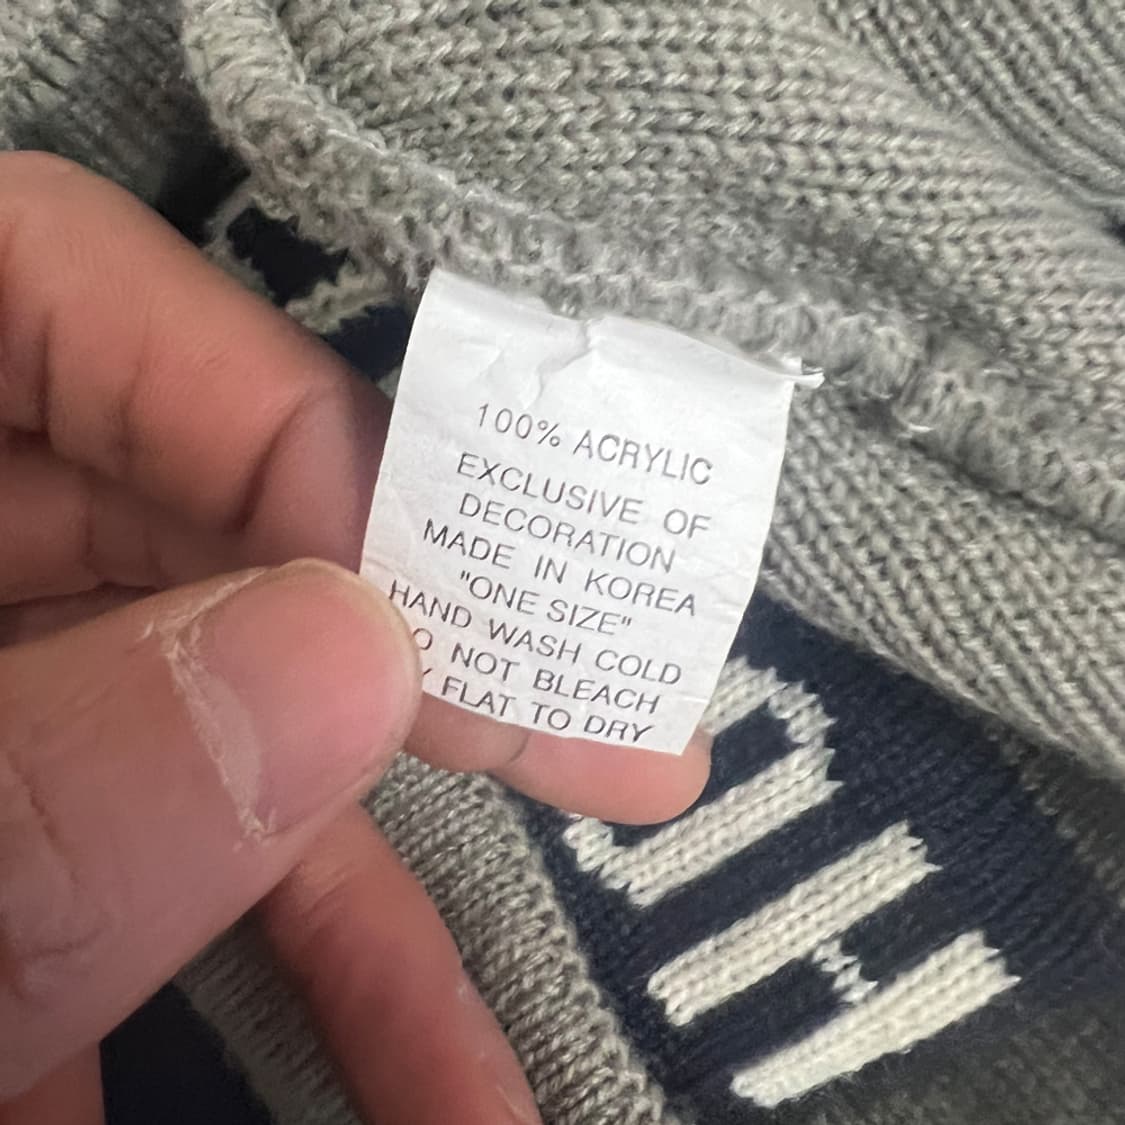 100% ACRYLIC
EXCLUSIVE OF
DECORATION
MADE IN KOREA
"ONE SIZE"
HAND WASH COLD
O NOT BLEACH
Y FLAT TO DRY